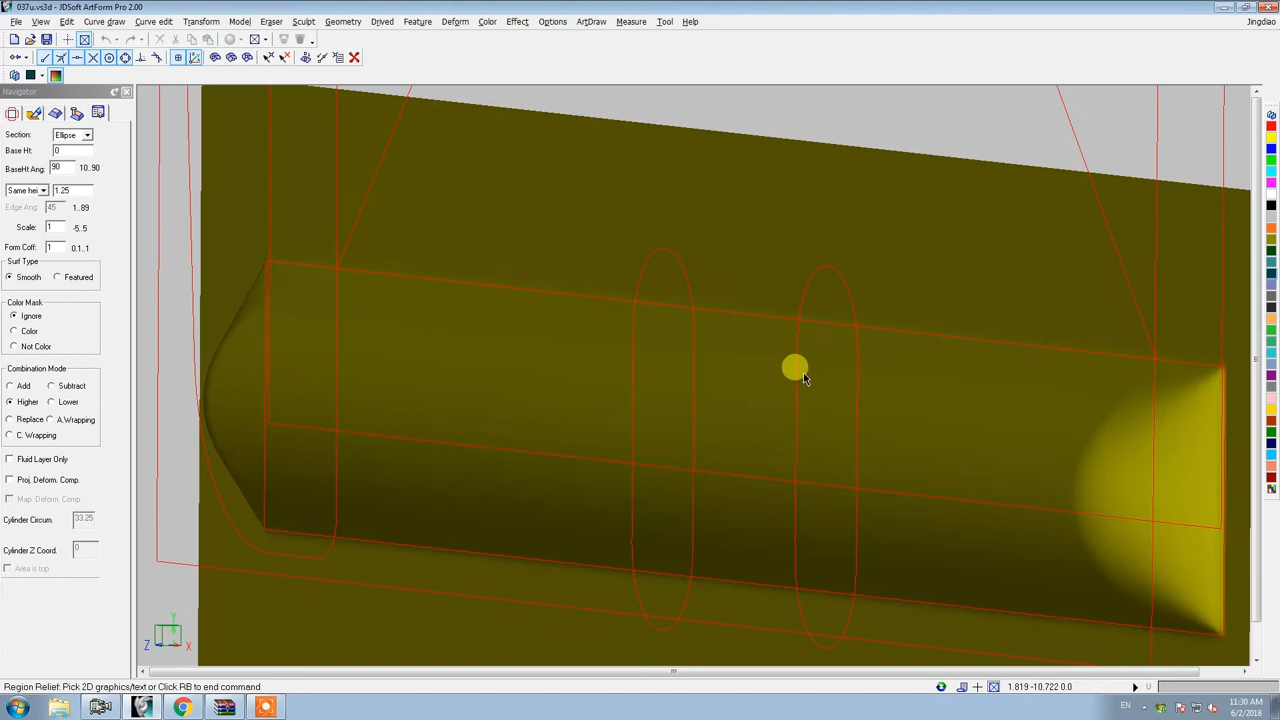 037u.vs3d - JDSoft ArtForm Pro 2.00
File View Edit Curve draw Curve edit Transform Model Eraser Sculpt Geometry Drived Feature Deform Color Effect Options ArtDraw Measure Tool Help Jingdiao
Navigator
Section: Ellipse
Base Ht: 0
BaseHt Ang: 90 10..90
Same hei 1.25
Edge Ang: 45 1..89
Scale: 1 -5..5
Form Coff: 1 0.1..1
Surf Type
Smooth Featured
Color Mask
Ignore
Color
Not Color
Combination Mode
Add Subtract
Higher Lower
Replace A.Wrapping
C. Wrapping
Fluid Layer Only
Proj. Deform. Comp.
Map. Deform. Comp.
Cylinder Circum. 33.25
Cylinder Z Coord. 0
Area is top
Y
Z X
Region Relief: Pick 2D graphics/text or Click RB to end command 1.819 -10.722 0.0 U
EN 11:30 AM
6/2/2018